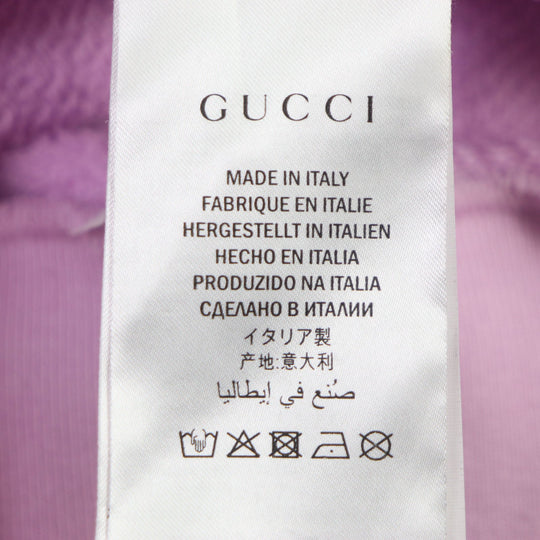 GUCCI
MADE IN ITALY
FABRIQUE EN ITALIE
HERGESTELLT IN ITALIEN
HECHO EN ITALIA
PRODUZIDO NA ITALIA
СДЕЛАНО В ИТАЛИИ
イタリア製
产地:意大利
صُنع في إيطاليا